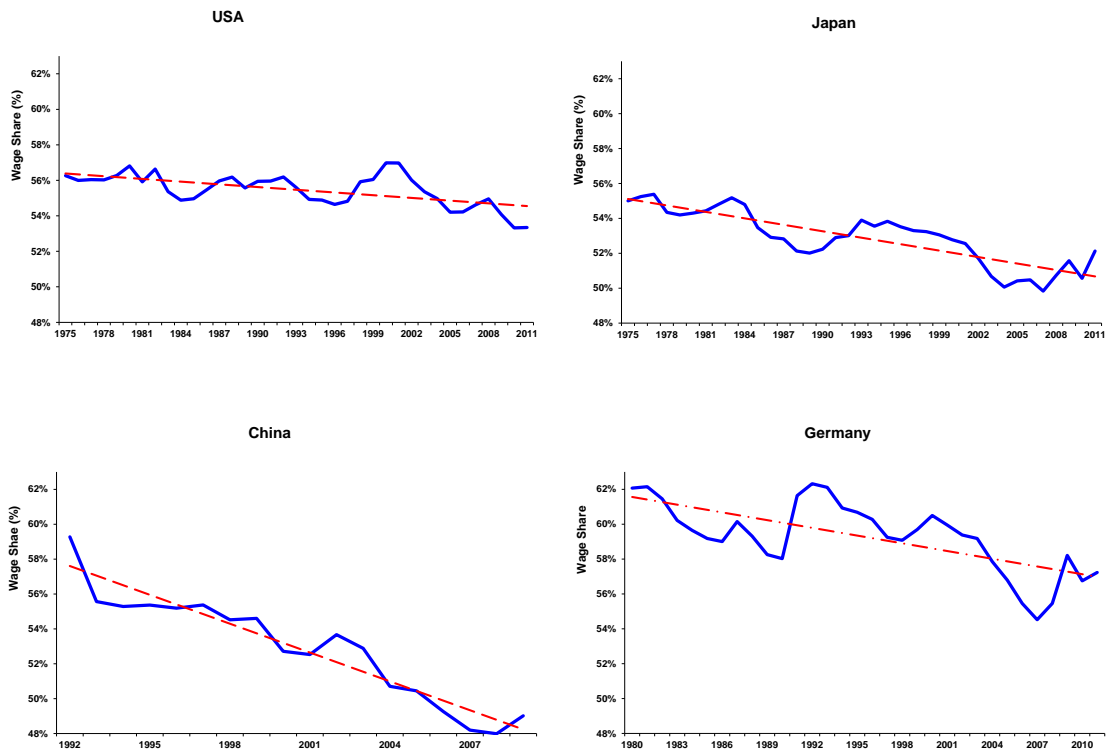 USA
Wage Share (%)
62%
60%
58%
56%
54%
52%
50%
48%
1975 1978 1981 1984 1987 1990 1993 1996 1999 2002 2005 2008 2011
Japan
Wage Share (%)
62%
60%
58%
56%
54%
52%
50%
48%
1975 1978 1981 1984 1987 1990 1993 1996 1999 2002 2005 2008 2011
China
Wage Shae (%)
62%
60%
58%
56%
54%
52%
50%
48%
1992 1995 1998 2001 2004 2007
Germany
Wage Share
62%
60%
58%
56%
54%
52%
50%
48%
1980 1983 1986 1989 1992 1995 1998 2001 2004 2007 2010